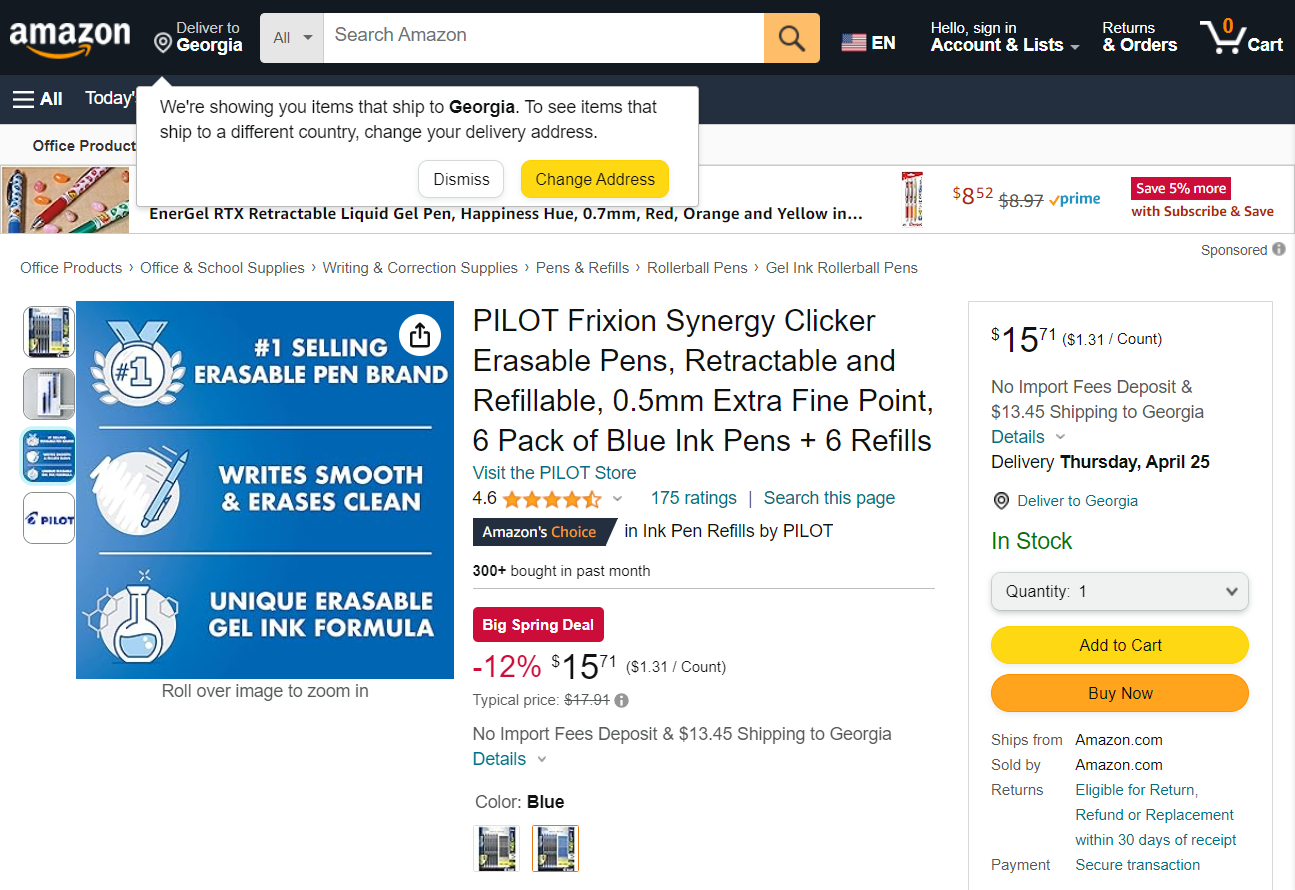 amazon
Deliver to
Georgia
All
Search Amazon
EN
Hello, sign in
Account & Lists
Returns
& Orders
0
Cart
All
Today'
We're showing you items that ship to Georgia. To see items that
ship to a different country, change your delivery address.
Dismiss
Change Address
Office Product
EnerGel RTX Retractable Liquid Gel Pen, Happiness Hue, 0.7mm, Red, Orange and Yellow in...
$8 52 $8.97 prime
Save 5% more
with Subscribe & Save
Sponsored
Office Products › Office & School Supplies › Writing & Correction Supplies › Pens & Refills › Rollerball Pens › Gel Ink Rollerball Pens
PILOT
#1
#1 SELLING
ERASABLE PEN BRAND
WRITES SMOOTH
& ERASES CLEAN
UNIQUE ERASABLE
GEL INK FORMULA
Roll over image to zoom in
PILOT Frixion Synergy Clicker
Erasable Pens, Retractable and
Refillable, 0.5mm Extra Fine Point,
6 Pack of Blue Ink Pens + 6 Refills
Visit the PILOT Store
4.6
175 ratings | Search this page
Amazon's Choice in Ink Pen Refills by PILOT
300+ bought in past month
Big Spring Deal
-12% $15 71 ($1.31 / Count)
Typical price: $17.91
No Import Fees Deposit & $13.45 Shipping to Georgia
Details
Color: Blue
$15 71 ($1.31 / Count)
No Import Fees Deposit &
$13.45 Shipping to Georgia
Details
Delivery Thursday, April 25
Deliver to Georgia
In Stock
Quantity: 1
Add to Cart
Buy Now
Ships from Amazon.com
Sold by Amazon.com
Returns Eligible for Return,
Refund or Replacement
within 30 days of receipt
Payment Secure transaction